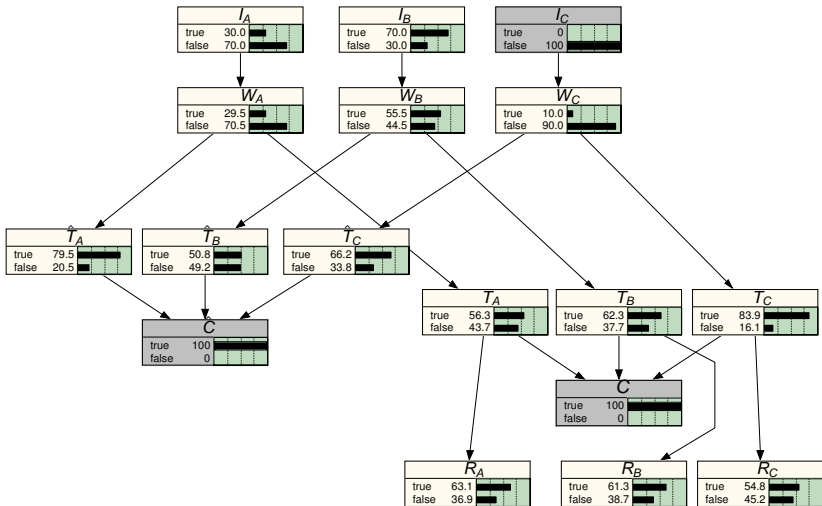 I_A
true 30.0
false 70.0
I_B
true 70.0
false 30.0
I_C
true 0
false 100
W_A
true 29.5
false 70.5
W_B
true 55.5
false 44.5
W_C
true 10.0
false 90.0
T̂_A
true 79.5
false 20.5
T̂_B
true 50.8
false 49.2
T̂_C
true 66.2
false 33.8
T_A
true 56.3
false 43.7
T_B
true 62.3
false 37.7
T_C
true 83.9
false 16.1
Ĉ
true 100
false 0
C
true 100
false 0
R_A
true 63.1
false 36.9
R_B
true 61.3
false 38.7
R_C
true 54.8
false 45.2